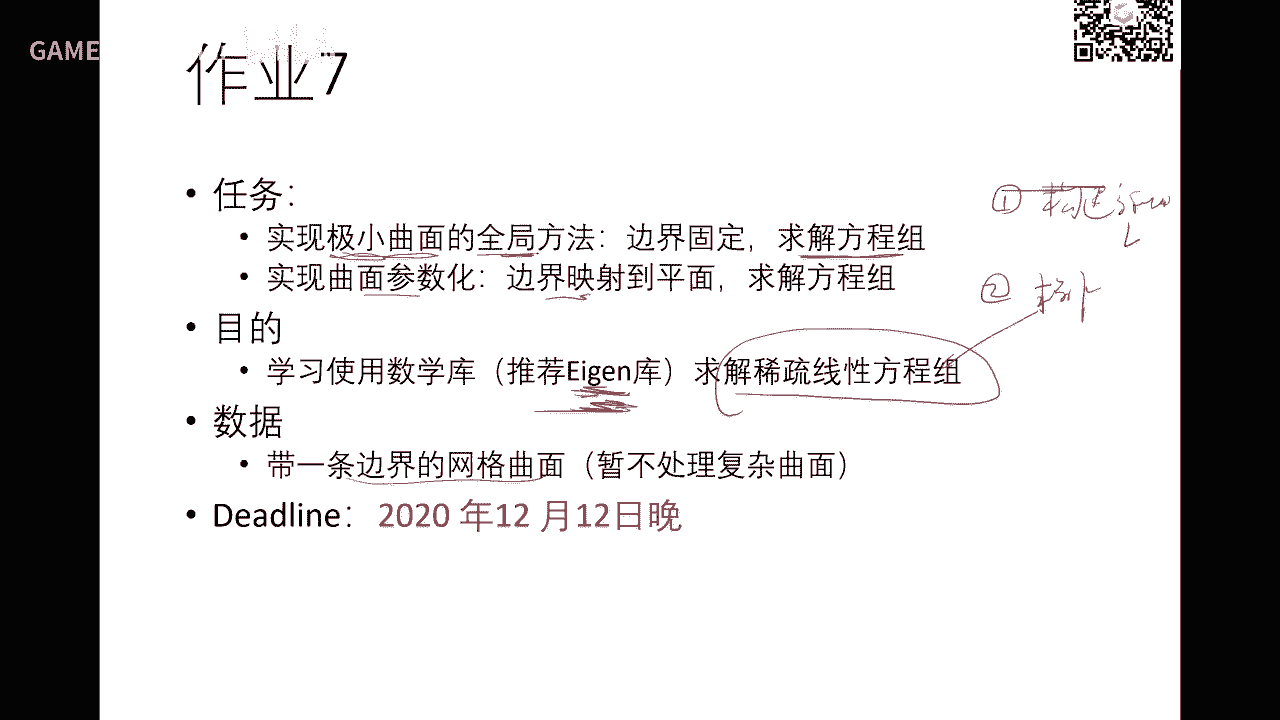 GAME
作业7
• 任务：
• 实现极小曲面的全局方法：边界固定，求解方程组
• 实现曲面参数化：边界映射到平面，求解方程组
• 目的
• 学习使用数学库（推荐Eigen库）求解稀疏线性方程组
• 数据
• 带一条边界的网格曲面（暂不处理复杂曲面）
• Deadline：2020 年12 月12日晚
①
L
②